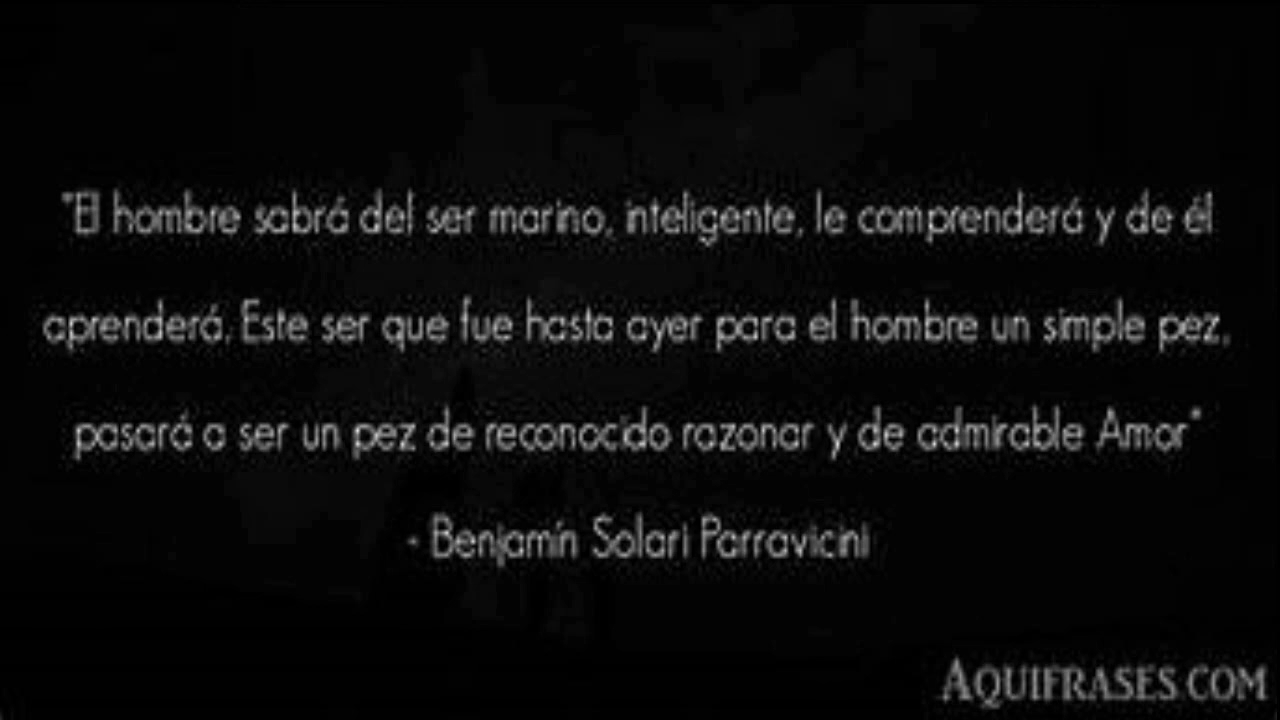 "El hombre sabrá del ser marino, inteligente, le comprenderá y de él
aprenderá. Este ser que fue hasta ayer para el hombre un simple pez,
pasará a ser un pez de reconocido razonar y de admirable Amor"
- Benjamín Solari Parravicini
AQUIFRASES.COM